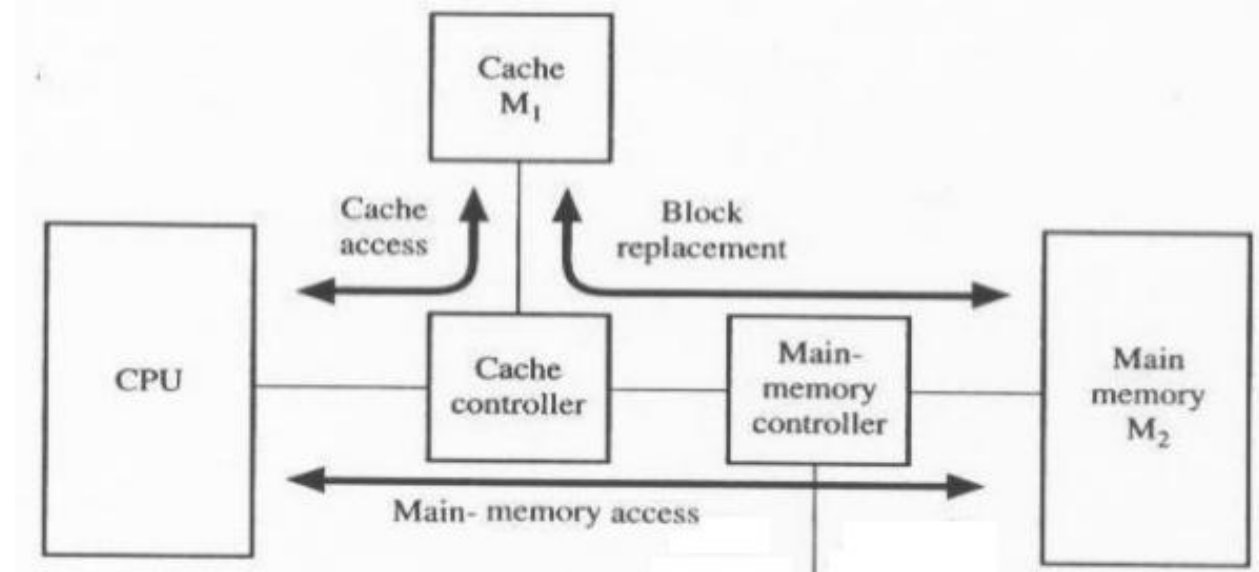 Cache
M₁
Cache
access
Block
replacement
CPU
Cache
controller
Main-
memory
controller
Main
memory
M₂
Main- memory access